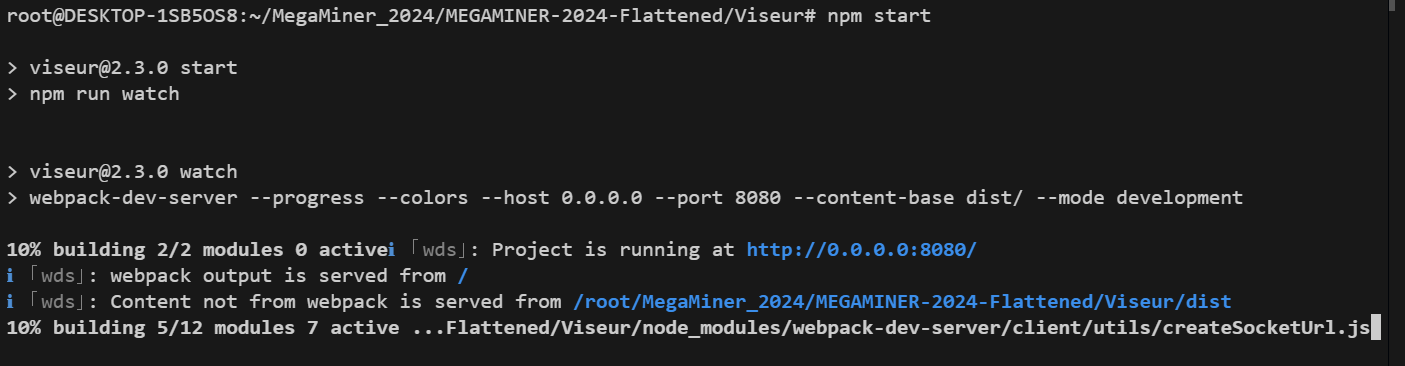 root@DESKTOP-1SB5OS8:~/MegaMiner_2024/MEGAMINER-2024-Flattened/Viseur# npm start
> viseur@2.3.0 start
> npm run watch
> viseur@2.3.0 watch
> webpack-dev-server --progress --colors --host 0.0.0.0 --port 8080 --content-base dist/ --mode development
10% building 2/2 modules 0 activeℹ ｢wds｣: Project is running at http://0.0.0.0:8080/
ℹ ｢wds｣: webpack output is served from /
ℹ ｢wds｣: Content not from webpack is served from /root/MegaMiner_2024/MEGAMINER-2024-Flattened/Viseur/dist
10% building 5/12 modules 7 active ...Flattened/Viseur/node_modules/webpack-dev-server/client/utils/createSocketUrl.js